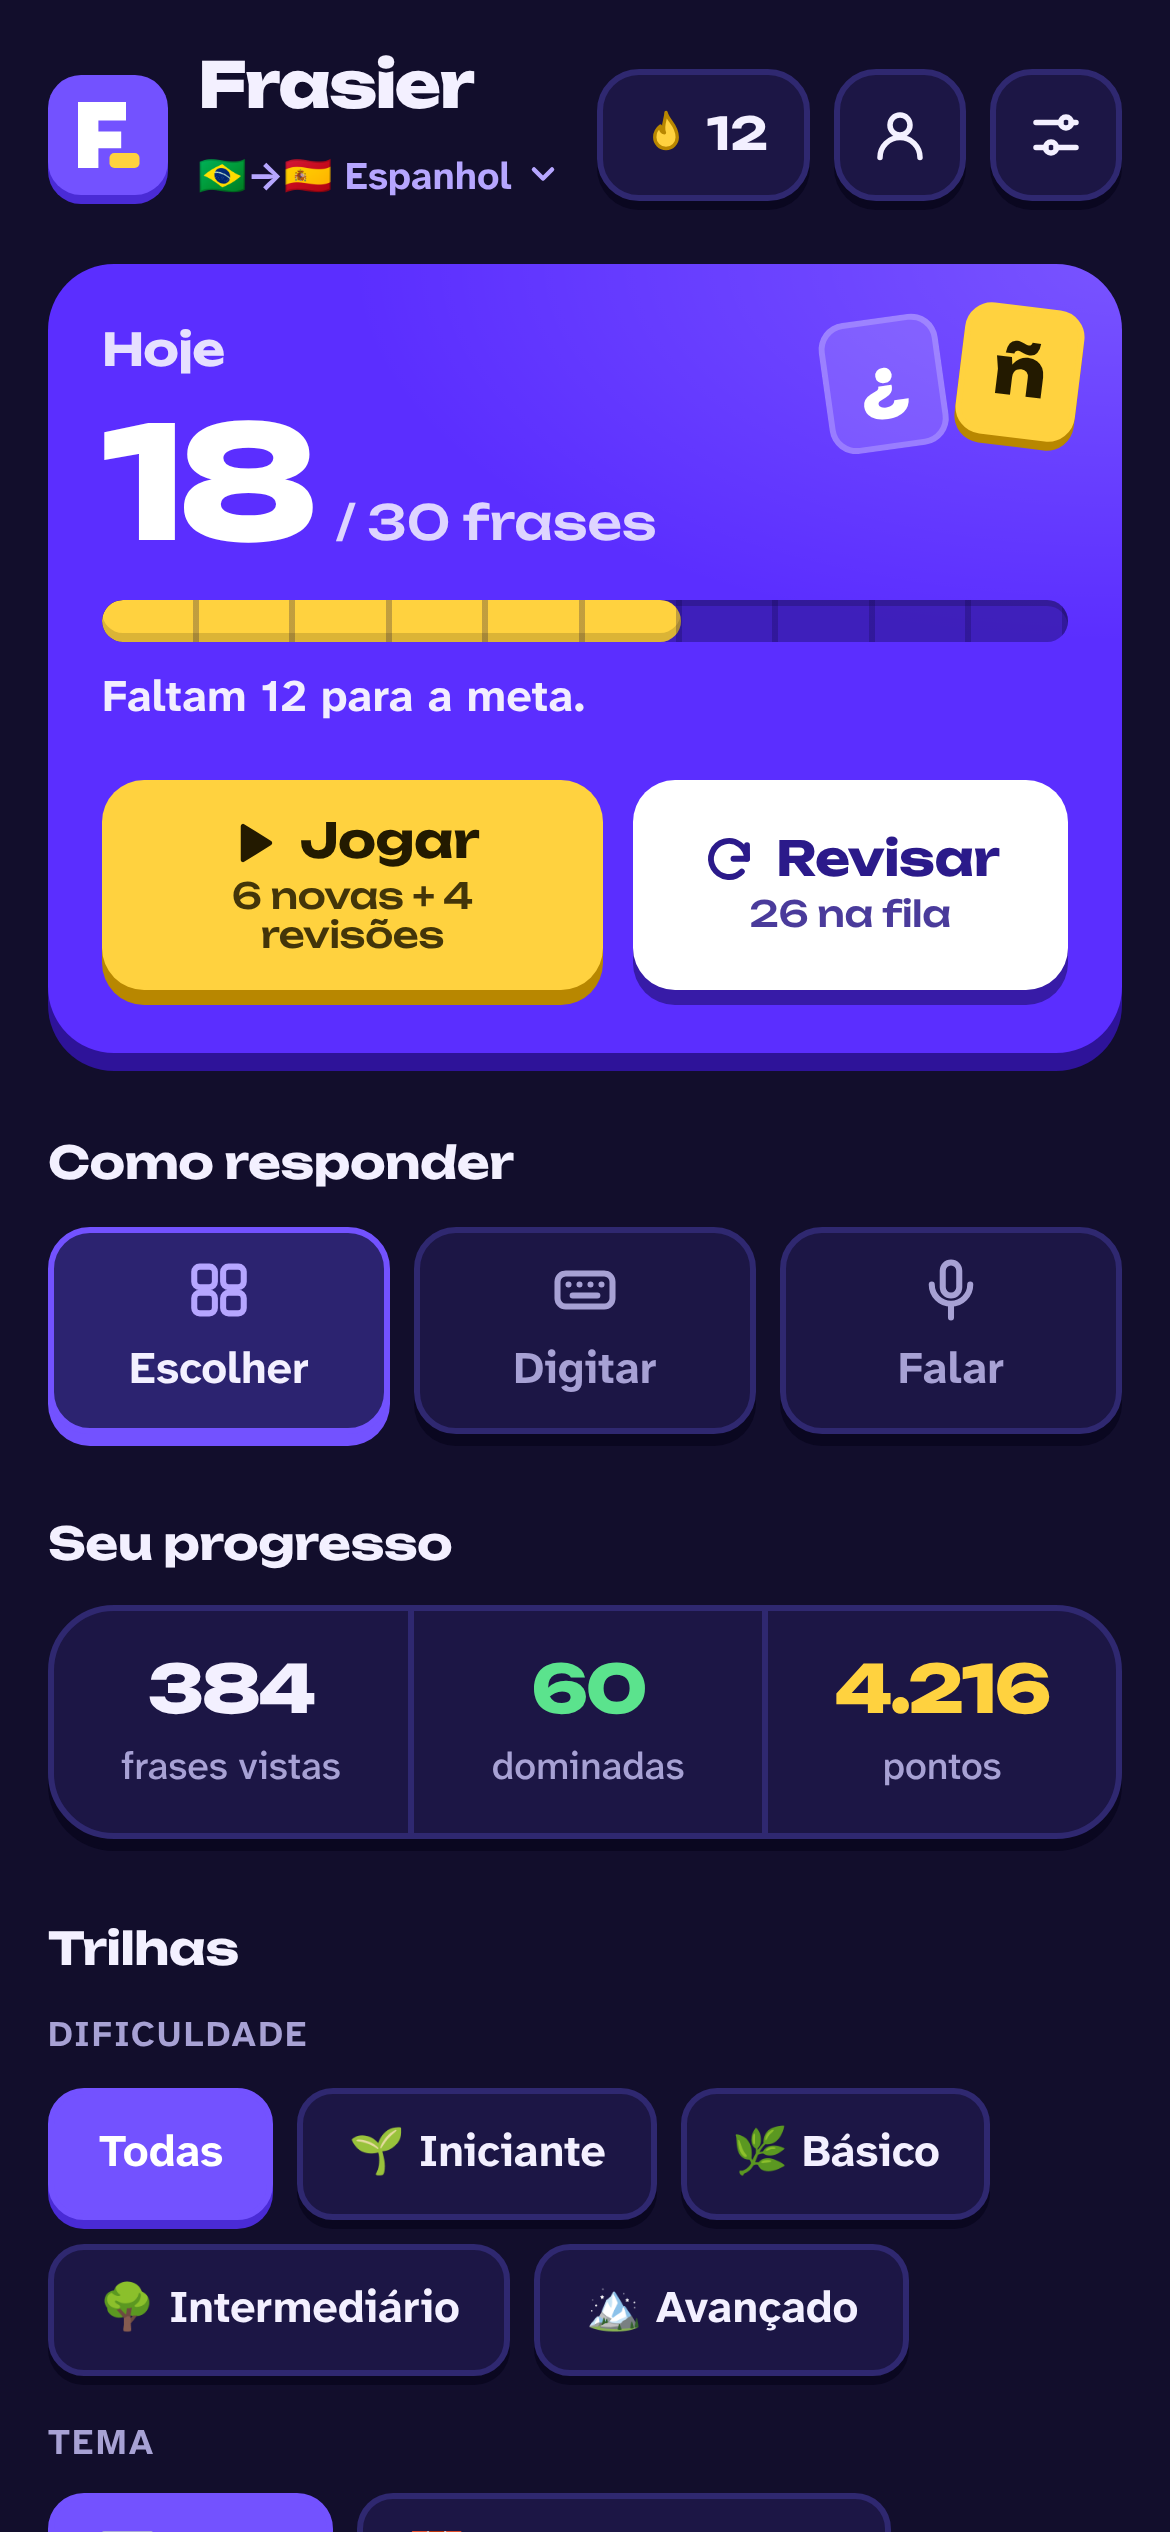 F.
Frasier
🇧🇷→🇪🇸 Espanhol
12
Hoje
¿
ñ
18 / 30 frases
Faltam 12 para a meta.
Jogar
6 novas + 4
revisões
Revisar
26 na fila
Como responder
Escolher
Digitar
Falar
Seu progresso
384
frases vistas
60
dominadas
4.216
pontos
Trilhas
DIFICULDADE
Todas
🌱 Iniciante
🌿 Básico
🌳 Intermediário
🏔️ Avançado
TEMA